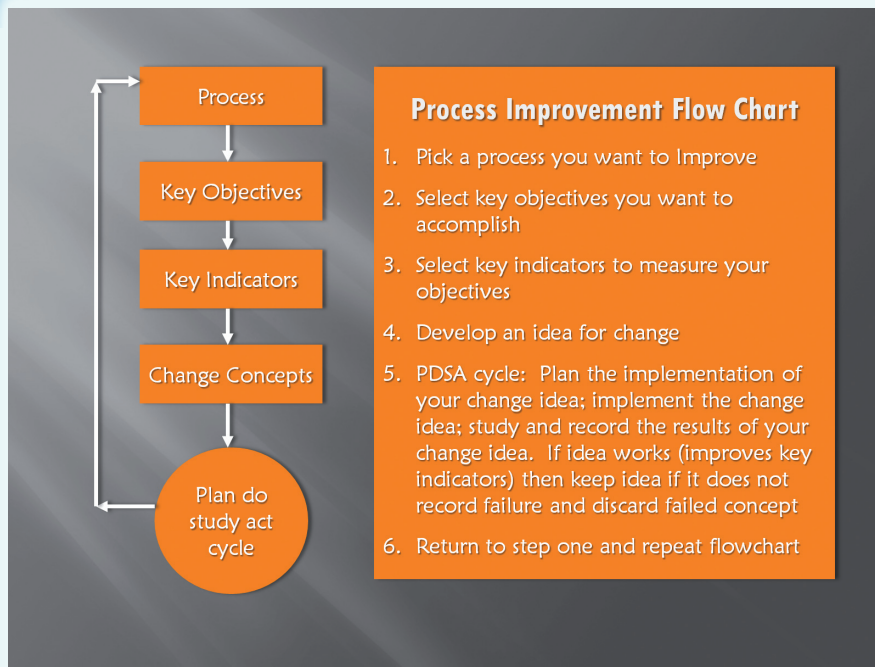 Process
Key Objectives
Key Indicators
Change Concepts
Plan do
study act
cycle
Process Improvement Flow Chart
1. Pick a process you want to Improve
2. Select key objectives you want to
accomplish
3. Select key indicators to measure your
objectives
4. Develop an idea for change
5. PDSA cycle: Plan the implementation of
your change idea; implement the change
idea; study and record the results of your
change idea. If idea works (improves key
indicators) then keep idea if it does not
record failure and discard failed concept
6. Return to step one and repeat flowchart